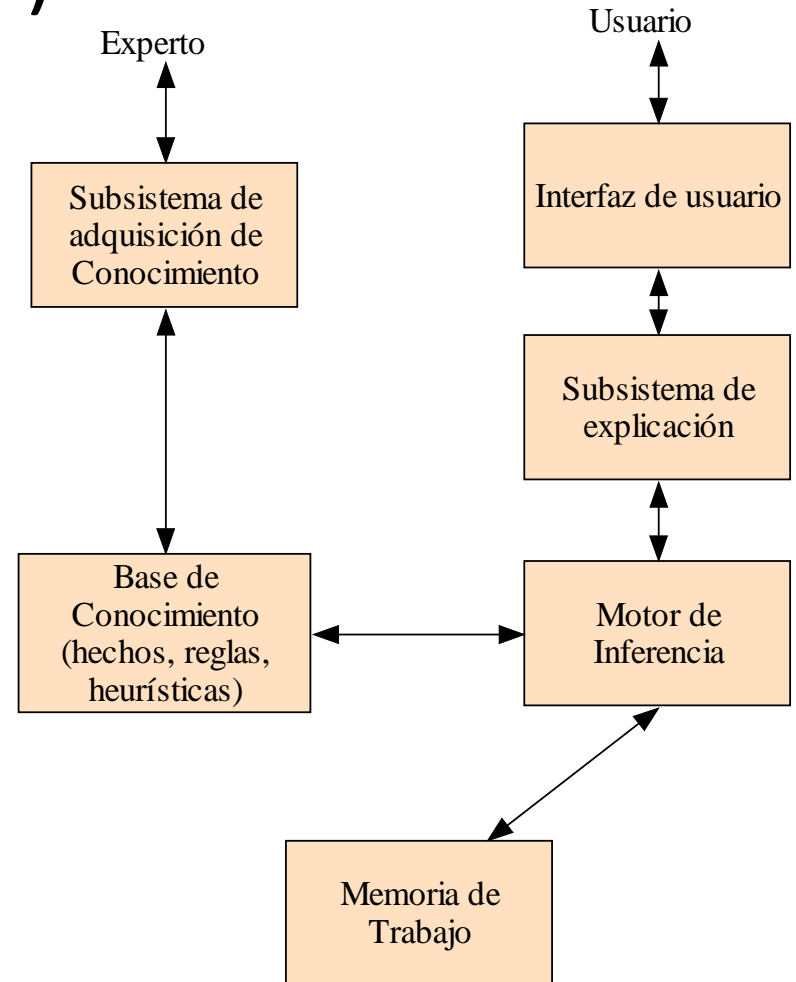 Experto
Usuario
Subsistema de
adquisición de
Conocimiento
Interfaz de usuario
Subsistema de
explicación
Base de
Conocimiento
(hechos, reglas,
heurísticas)
Motor de
Inferencia
Memoria de
Trabajo